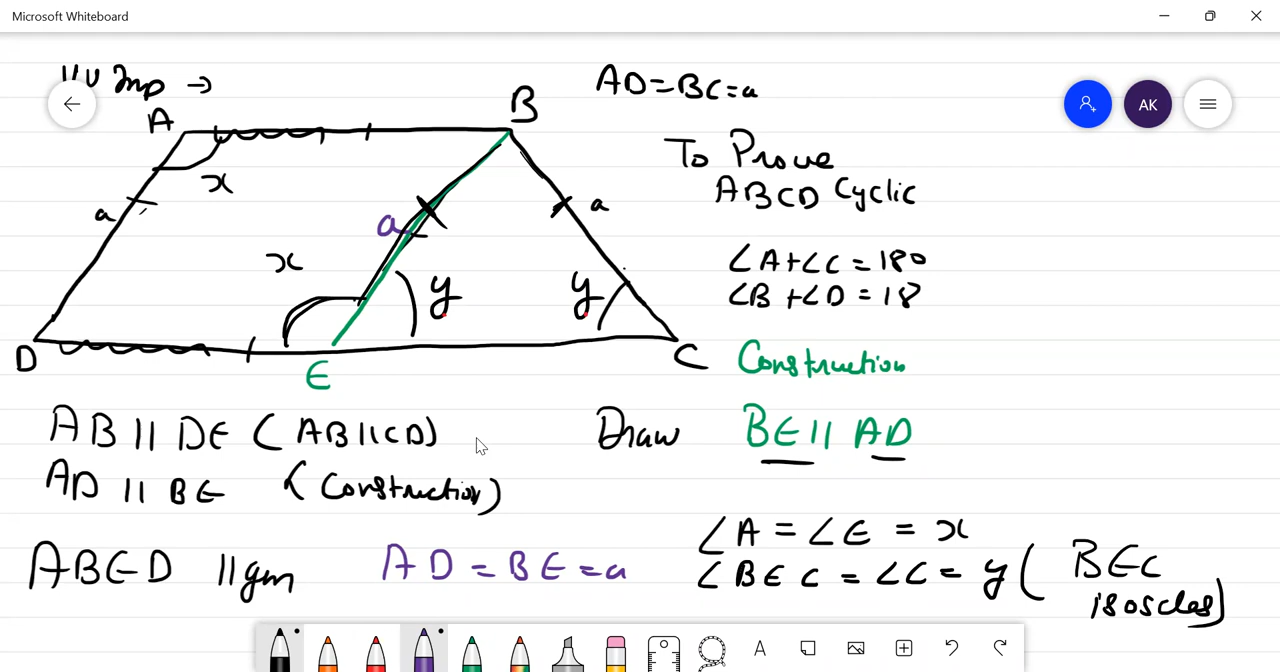 Microsoft Whiteboard
Imp →
AD = BC = a
A
B
To Prove
ABCD Cyclic
AK
x
a
a
a
∠A + ∠C = 180
∠B + ∠D = 18
x
y
y
D
E
C
Construction
AB || DE (AB || CD)
Draw BE || AD
AD || BE (Construction)
∠A = ∠E = x
ABED ||gm
AD = BE = a
∠BEC = ∠C = y (BEC
isosceles)
A